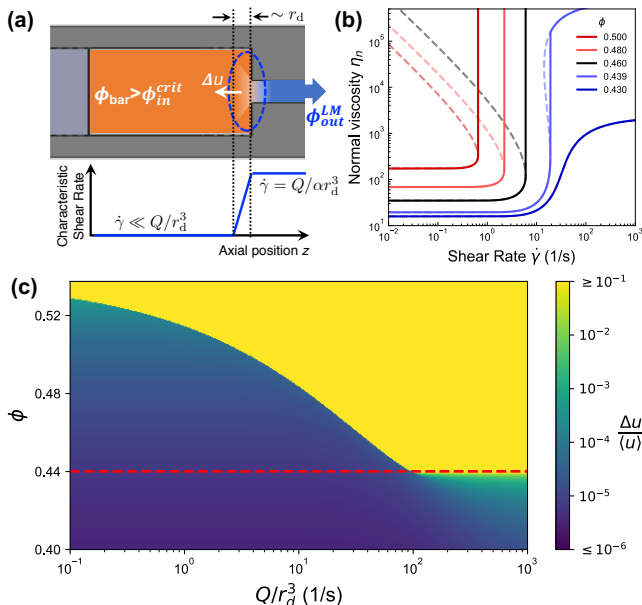 (a)
~ r_d
Δu
ϕ_bar>ϕ_in^crit
ϕ_out^LM
Characteristic
Shear Rate
γ̇ ≪ Q/r_d^3
γ̇ = Q/αr_d^3
Axial position z
(b)
Normal viscosity η_n
10^5
10^4
10^3
10^2
10^1
10^-2 10^-1 10^0 10^1 10^2 10^3
Shear Rate γ̇ (1/s)
ϕ
0.500
0.480
0.460
0.439
0.430
(c)
ϕ
0.52
0.48
0.44
0.40
10^-1 10^0 10^1 10^2 10^3
Q/r_d^3 (1/s)
≥ 10^-1
10^-2
10^-3
10^-4
10^-5
≤ 10^-6
Δu
⟨u⟩